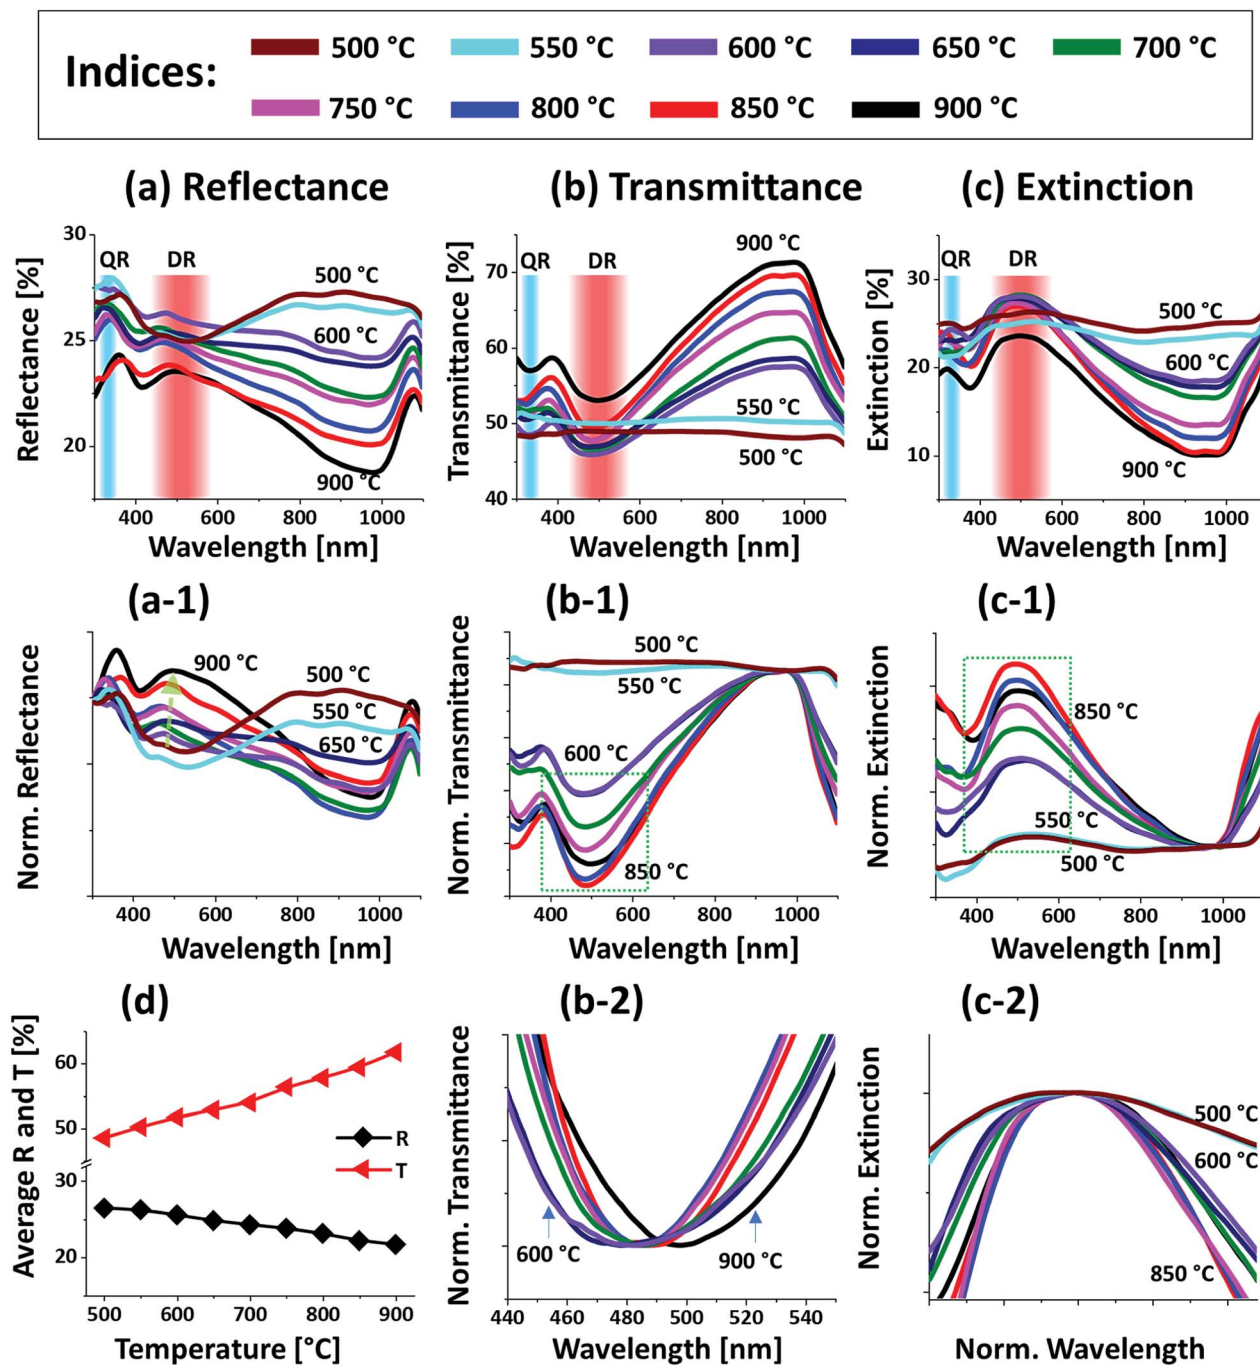 Indices:
500 °C 550 °C 600 °C 650 °C 700 °C
750 °C 800 °C 850 °C 900 °C
(a) Reflectance
Reflectance [%]
30
25
20
QR
DR
500 °C
600 °C
900 °C
400 600 800 1000
Wavelength [nm]
(b) Transmittance
Transmittance [%]
70
60
50
40
QR
DR
900 °C
550 °C
500 °C
400 600 800 1000
Wavelength [nm]
(c) Extinction
Extinction [%]
30
20
10
QR
DR
500 °C
600 °C
900 °C
400 600 800 1000
Wavelength [nm]
(a-1)
Norm. Reflectance
900 °C
500 °C
550 °C
650 °C
400 600 800 1000
Wavelength [nm]
(b-1)
Norm. Transmittance
500 °C
550 °C
600 °C
850 °C
400 600 800 1000
Wavelength [nm]
(c-1)
Norm. Extinction
850 °C
550 °C
500 °C
400 600 800 1000
Wavelength [nm]
(d)
Average R and T [%]
60
50
30
20
R
T
500 600 700 800 900
Temperature [°C]
(b-2)
Norm. Transmittance
600 °C
900 °C
440 460 480 500 520 540
Wavelength [nm]
(c-2)
Norm. Extinction
500 °C
600 °C
850 °C
Norm. Wavelength